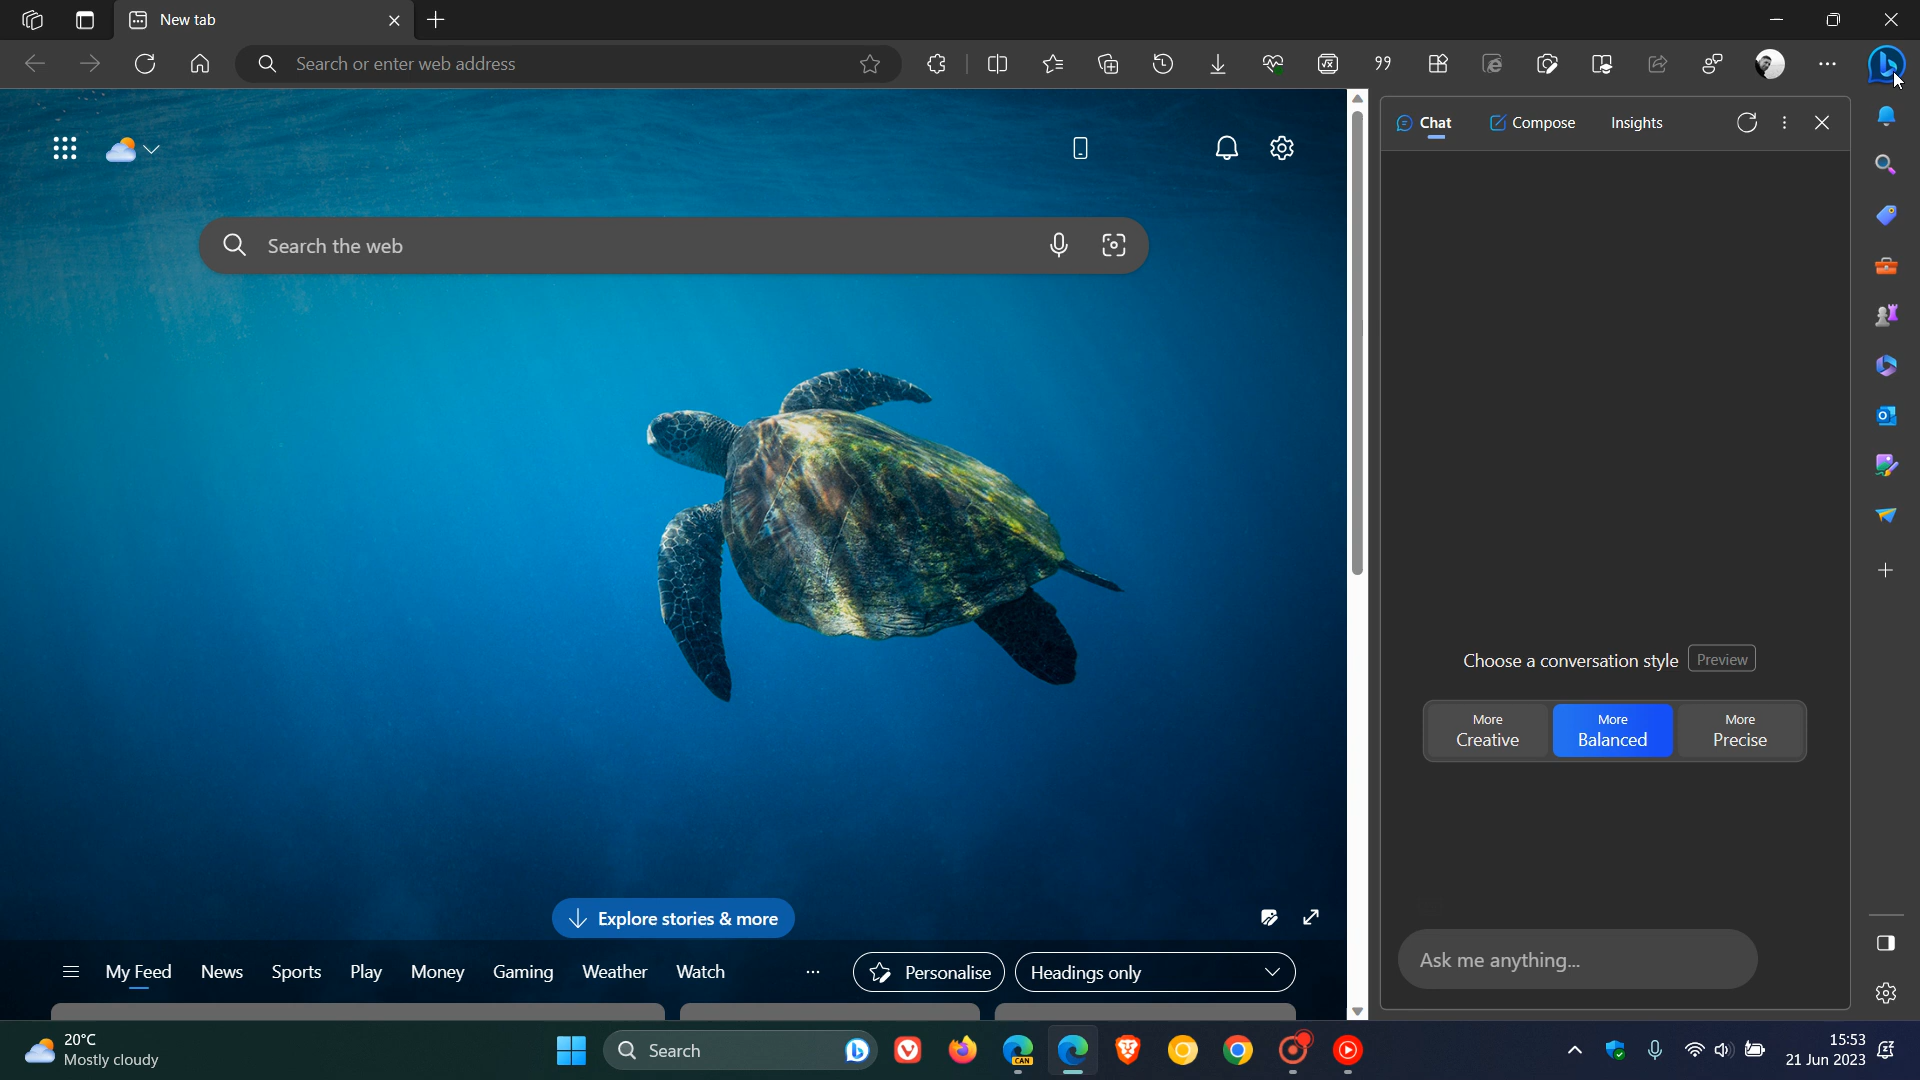 New tab
Search or enter web address
Chat
Compose
Insights
Search the web
Choose a conversation style Preview
More Creative
More Balanced
More Precise
Explore stories & more
My Feed News Sports Play Money Gaming Weather Watch
Personalise
Headings only
Ask me anything...
20°C
Mostly cloudy
Search
CAN
15:53
21 Jun 2023